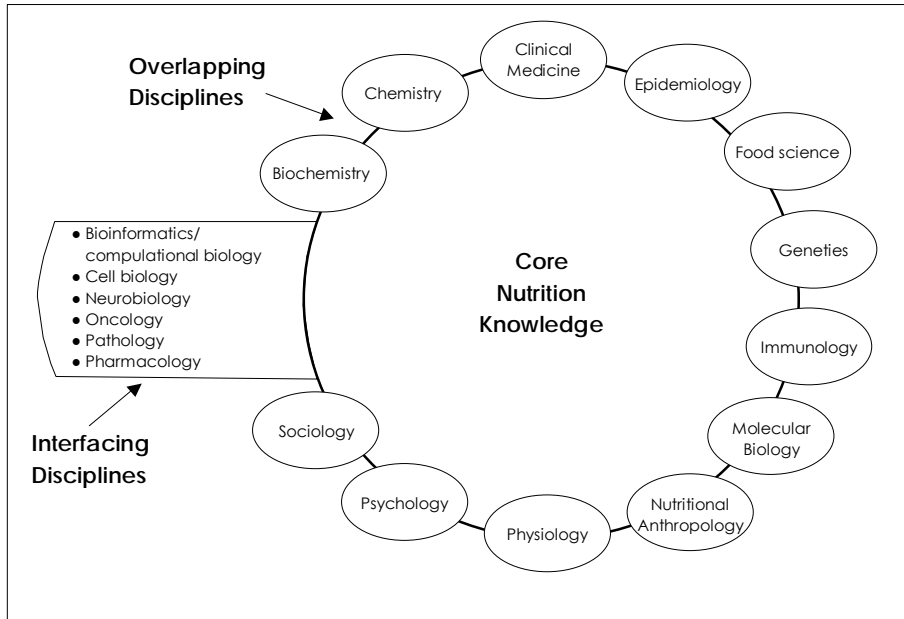 Overlapping
Disciplines
Clinical
Medicine
Chemistry
Epidemiology
Biochemistry
Food science
● Bioinformatics/
compulational biology
● Cell biology
● Neurobiology
● Oncology
● Pathology
● Pharmacology
Geneties
Core
Nutrition
Knowledge
Immunology
Interfacing
Disciplines
Sociology
Molecular
Biology
Psychology
Nutritional
Anthropology
Physiology